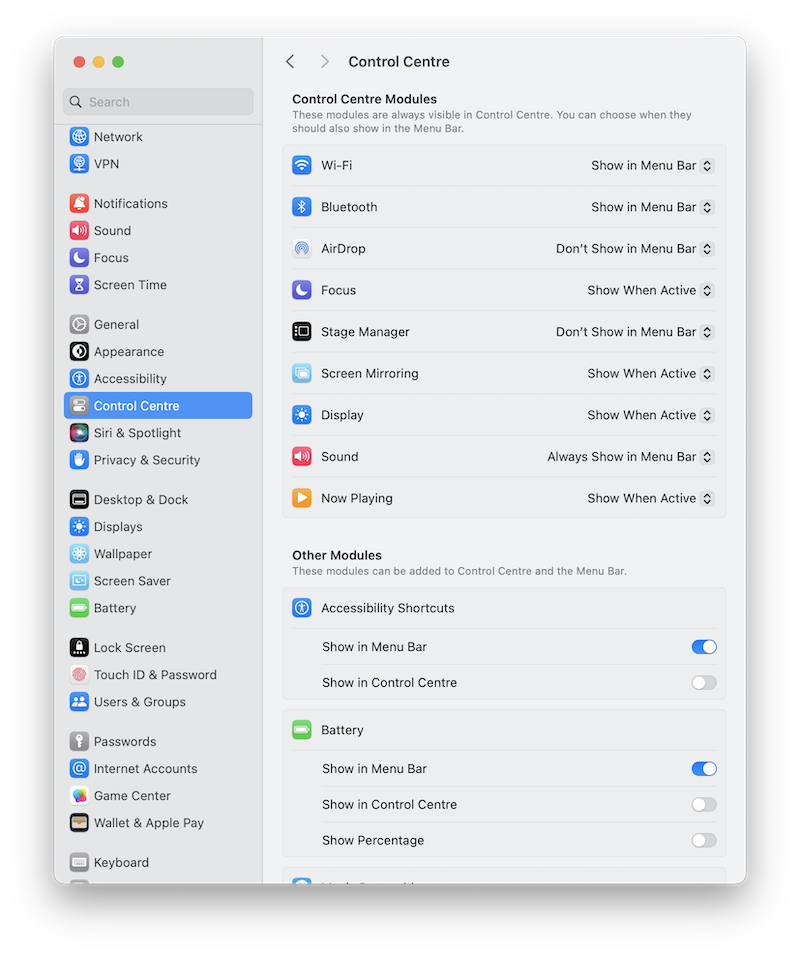 Control Centre
Search
Network
VPN
Notifications
Sound
Focus
Screen Time
General
Appearance
Accessibility
Control Centre
Siri & Spotlight
Privacy & Security
Desktop & Dock
Displays
Wallpaper
Screen Saver
Battery
Lock Screen
Touch ID & Password
Users & Groups
Passwords
Internet Accounts
Game Center
Wallet & Apple Pay
Keyboard
Control Centre Modules
These modules are always visible in Control Centre. You can choose when they
should also show in the Menu Bar.
Wi-Fi Show in Menu Bar
Bluetooth Show in Menu Bar
AirDrop Don’t Show in Menu Bar
Focus Show When Active
Stage Manager Don’t Show in Menu Bar
Screen Mirroring Show When Active
Display Show When Active
Sound Always Show in Menu Bar
Now Playing Show When Active
Other Modules
These modules can be added to Control Centre and the Menu Bar.
Accessibility Shortcuts
Show in Menu Bar
Show in Control Centre
Battery
Show in Menu Bar
Show in Control Centre
Show Percentage